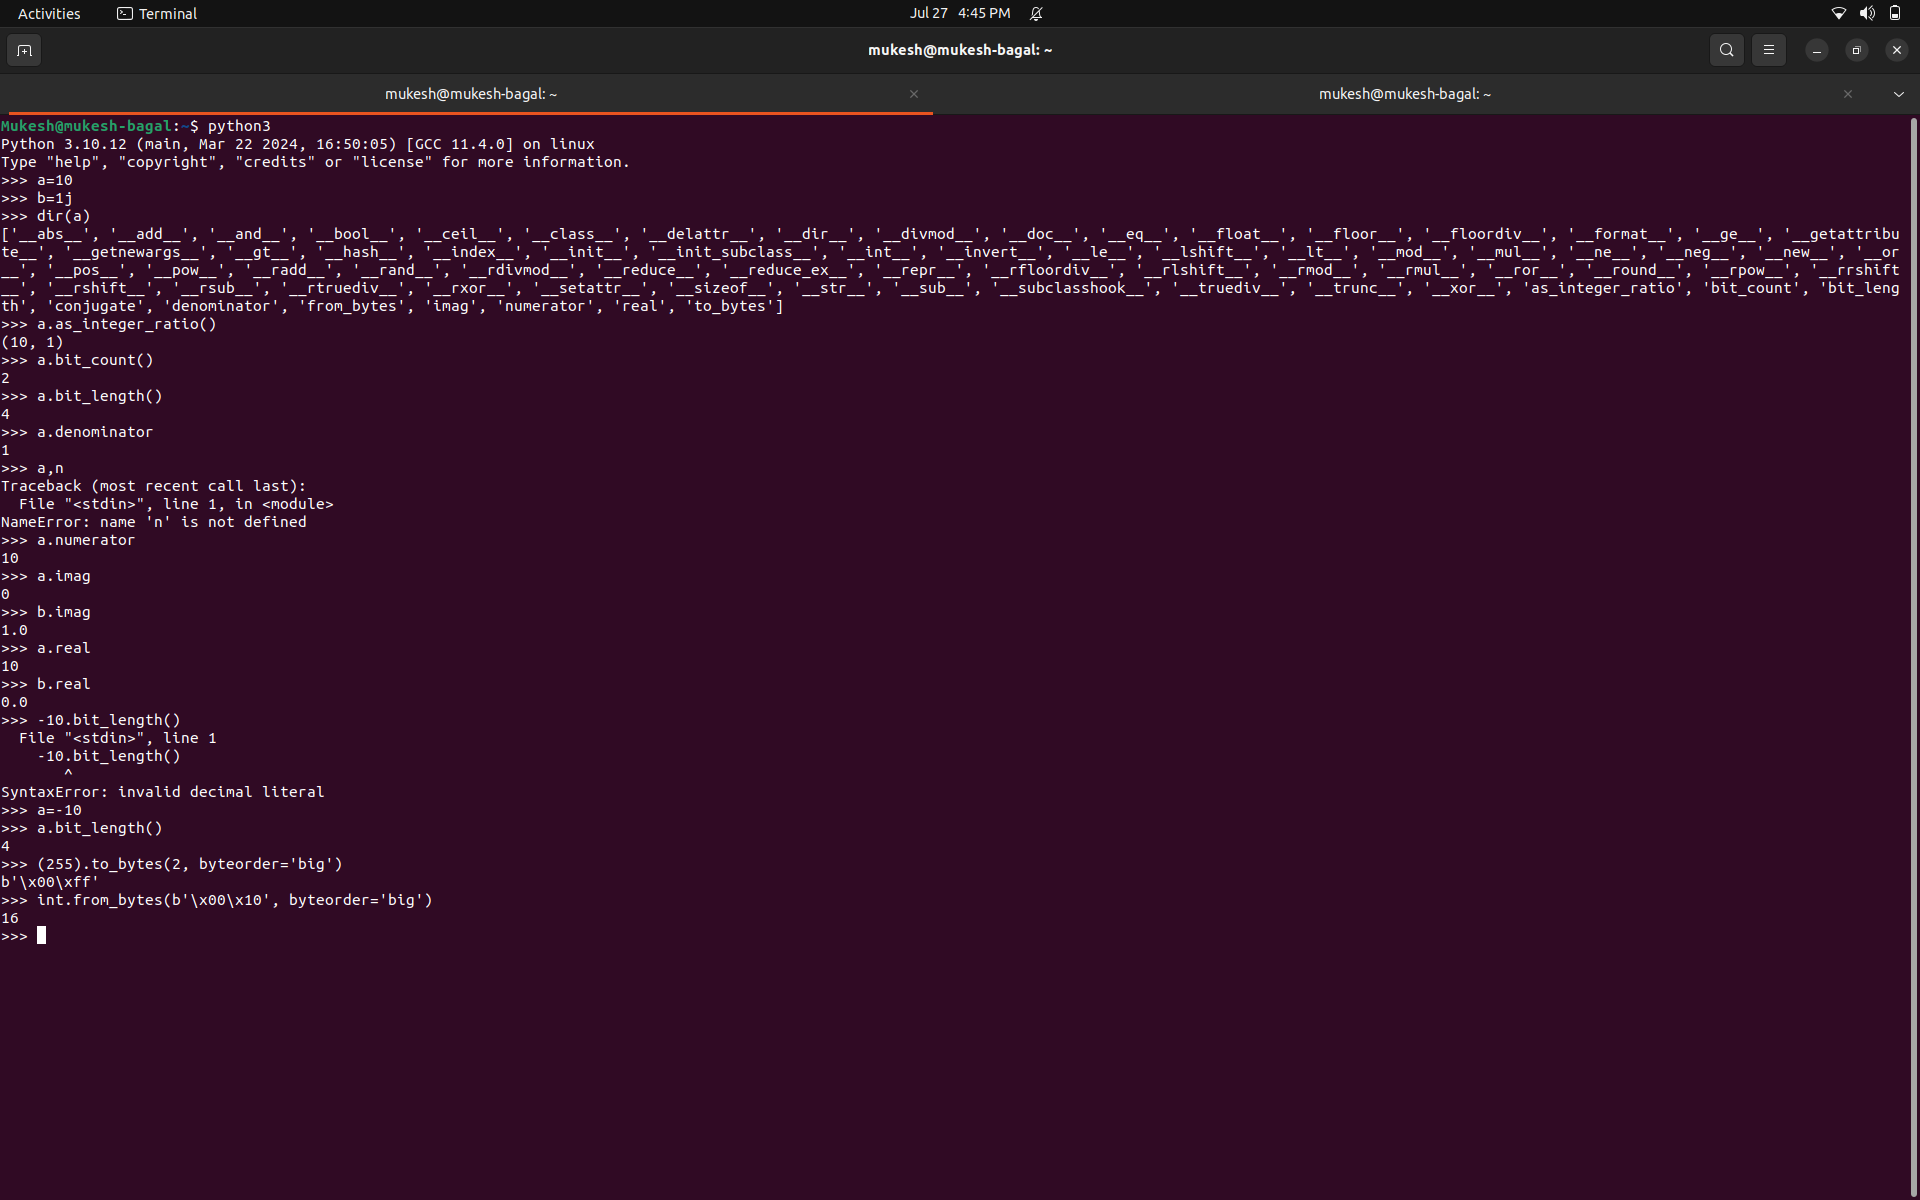 Activities Terminal Jul 27 4:45 PM
mukesh@mukesh-bagal: ~
mukesh@mukesh-bagal: ~ mukesh@mukesh-bagal: ~
Mukesh@mukesh-bagal:~$ python3
Python 3.10.12 (main, Mar 22 2024, 16:50:05) [GCC 11.4.0] on linux
Type "help", "copyright", "credits" or "license" for more information.
>>> a=10
>>> b=1j
>>> dir(a)
['__abs__', '__add__', '__and__', '__bool__', '__ceil__', '__class__', '__delattr__', '__dir__', '__divmod__', '__doc__', '__eq__', '__float__', '__floor__', '__floordiv__', '__format__', '__ge__', '__getattribu
te__', '__getnewargs__', '__gt__', '__hash__', '__index__', '__init__', '__init_subclass__', '__int__', '__invert__', '__le__', '__lshift__', '__lt__', '__mod__', '__mul__', '__ne__', '__neg__', '__new__', '__or
__', '__pos__', '__pow__', '__radd__', '__rand__', '__rdivmod__', '__reduce__', '__reduce_ex__', '__repr__', '__rfloordiv__', '__rlshift__', '__rmod__', '__rmul__', '__ror__', '__round__', '__rpow__', '__rrshift
__', '__rshift__', '__rsub__', '__rtruediv__', '__rxor__', '__setattr__', '__sizeof__', '__str__', '__sub__', '__subclasshook__', '__truediv__', '__trunc__', '__xor__', 'as_integer_ratio', 'bit_count', 'bit_leng
th', 'conjugate', 'denominator', 'from_bytes', 'imag', 'numerator', 'real', 'to_bytes']
>>> a.as_integer_ratio()
(10, 1)
>>> a.bit_count()
2
>>> a.bit_length()
4
>>> a.denominator
1
>>> a,n
Traceback (most recent call last):
  File "<stdin>", line 1, in <module>
NameError: name 'n' is not defined
>>> a.numerator
10
>>> a.imag
0
>>> b.imag
1.0
>>> a.real
10
>>> b.real
0.0
>>> -10.bit_length()
  File "<stdin>", line 1
    -10.bit_length()
       ^
SyntaxError: invalid decimal literal
>>> a=-10
>>> a.bit_length()
4
>>> (255).to_bytes(2, byteorder='big')
b'\x00\xff'
>>> int.from_bytes(b'\x00\x10', byteorder='big')
16
>>>